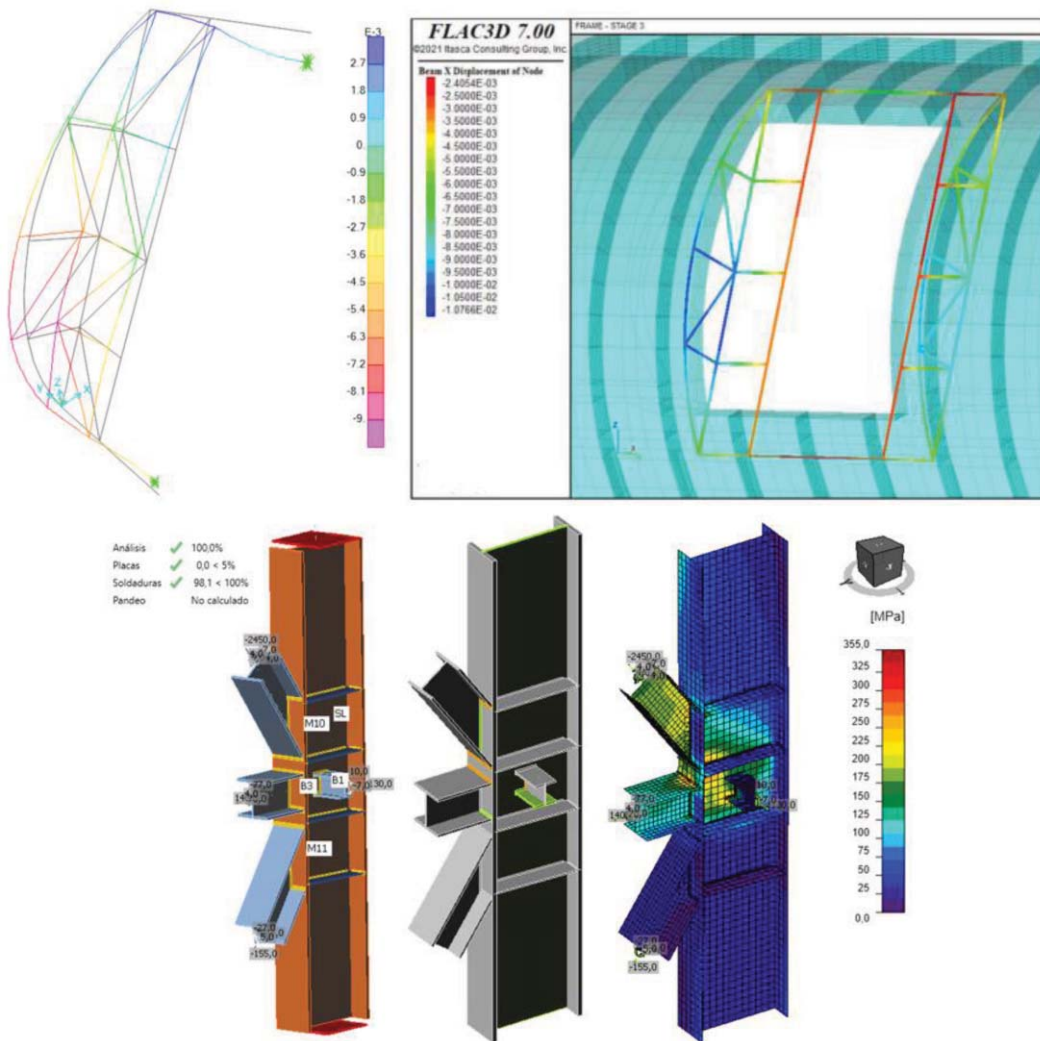 E-3
2.7
1.8
0.9
0.
-0.9
-1.8
-2.7
-3.6
-4.5
-5.4
-6.3
-7.2
-8.1
-9.
Z
Y X
FLAC3D 7.00
©2021 Itasca Consulting Group, Inc.
Beam X Displacement of Node
-2.4054E-03
-2.5000E-03
-3.0000E-03
-3.5000E-03
-4.0000E-03
-4.5000E-03
-5.0000E-03
-5.5000E-03
-6.0000E-03
-6.5000E-03
-7.0000E-03
-7.5000E-03
-8.0000E-03
-8.5000E-03
-9.0000E-03
-9.5000E-03
-1.0000E-02
-1.0500E-02
-1.0766E-02
FRAME - STAGE 3
Z
Análisis 100,0%
Placas 0,0 < 5%
Soldaduras 98,1 < 100%
Pandeo No calculado
-2450,0
M10
SL
B3
B1
10,0
-27,0
M11
-27,0
5,0
-155,0
-2450,0
-27,0
-155,0
[MPa]
355,0
325
300
275
250
225
200
175
150
125
100
75
50
25
0,0